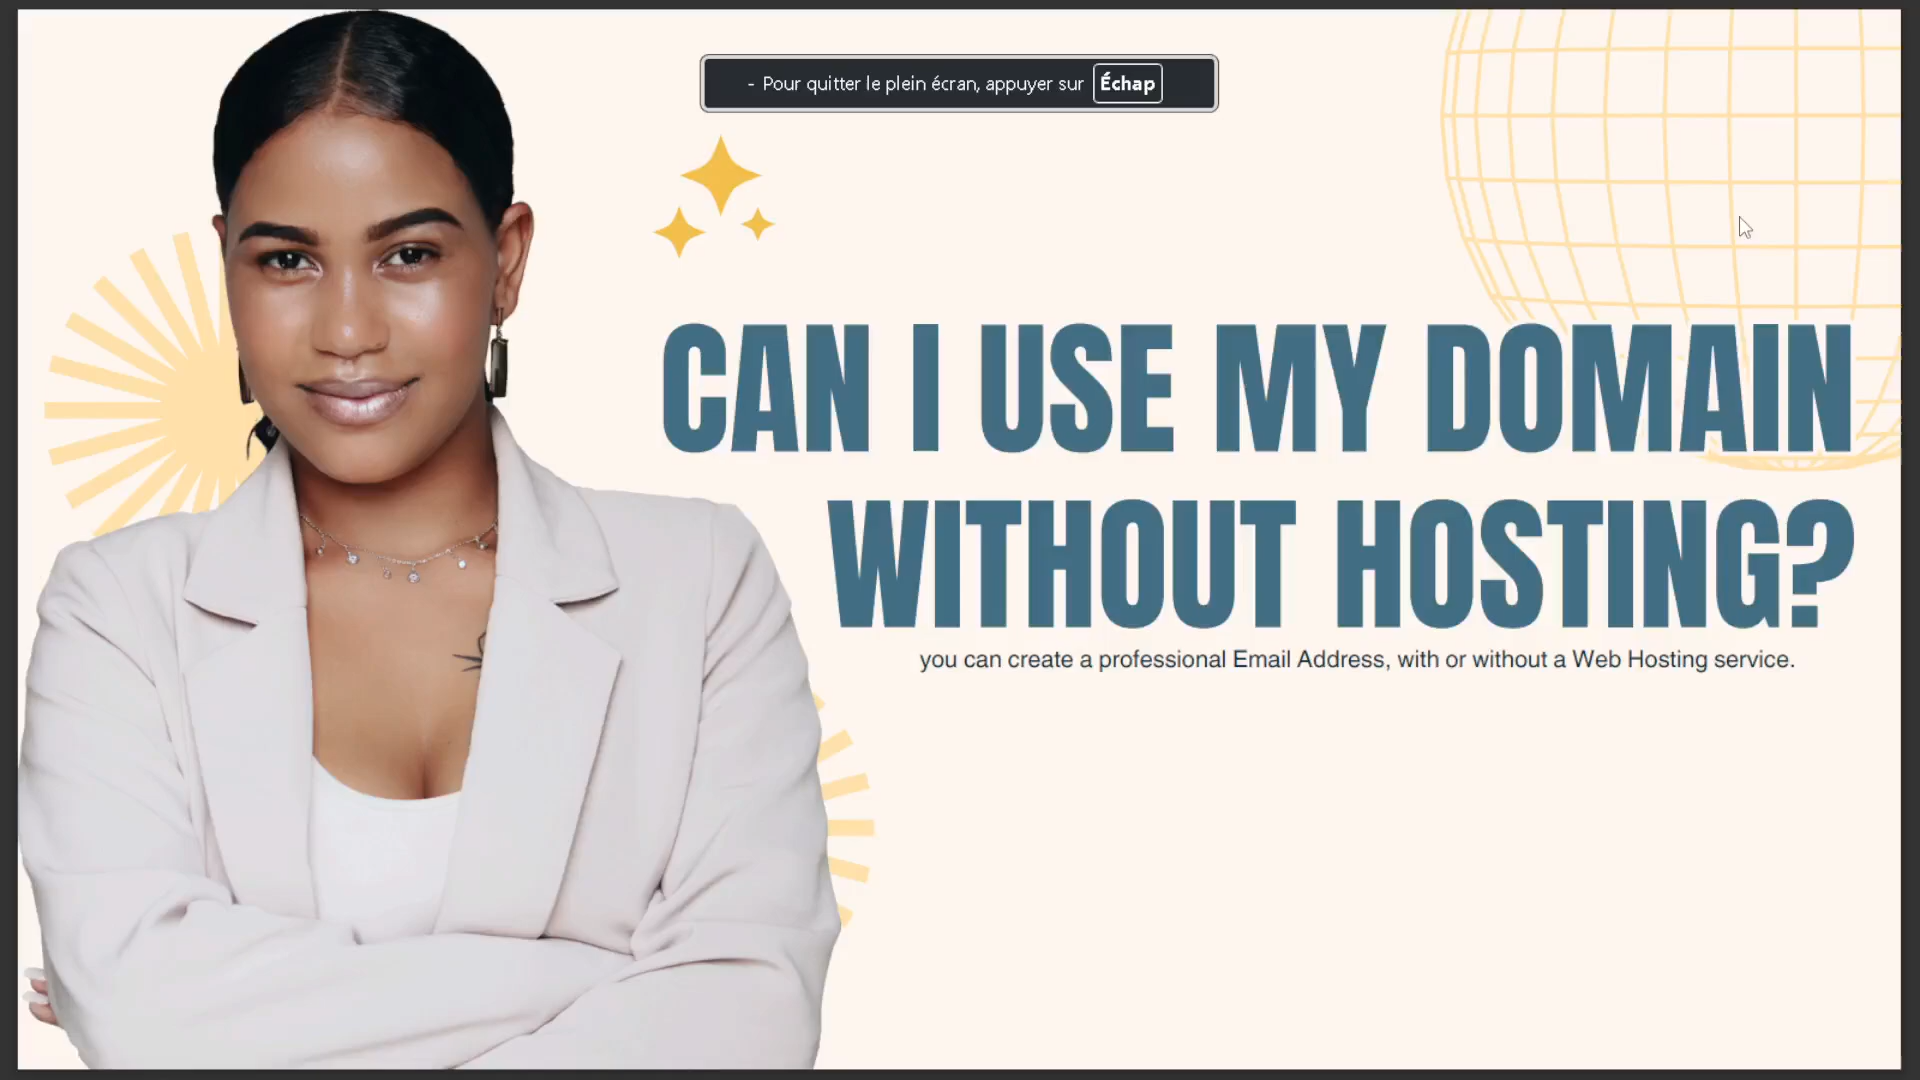 - Pour quitter le plein écran, appuyer sur Échap
CAN I USE MY DOMAIN
WITHOUT HOSTING?
you can create a professional Email Address, with or without a Web Hosting service.